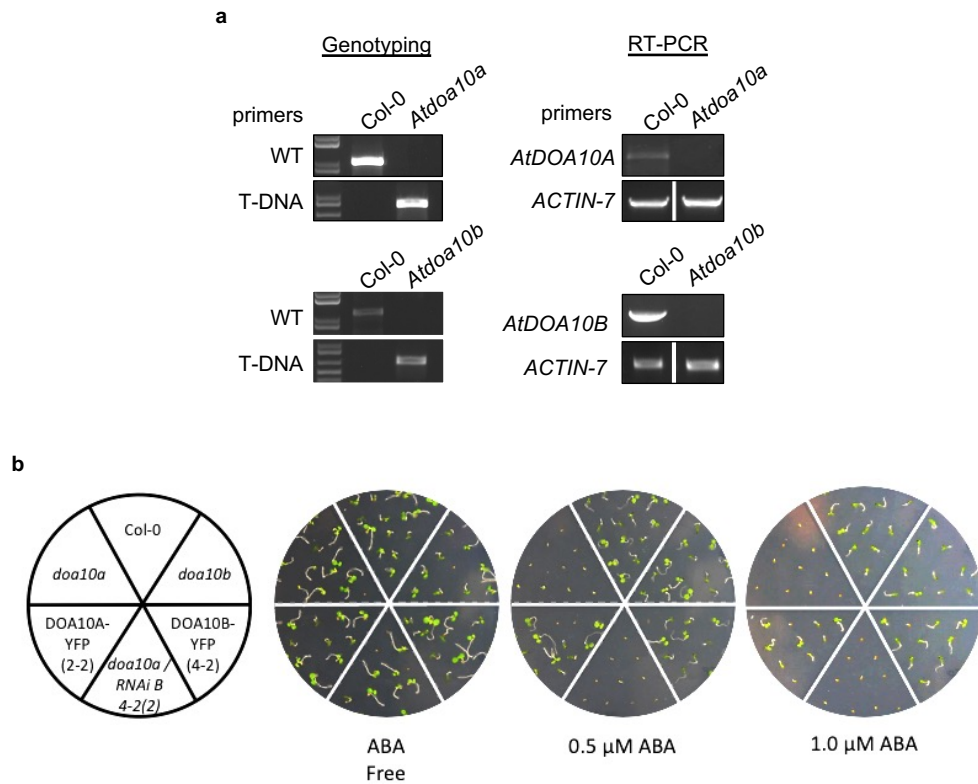 a
Genotyping
RT-PCR
primers
Col-0
Atdoa10a
WT
T-DNA
primers
Col-0
Atdoa10a
AtDOA10A
ACTIN-7
Col-0
Atdoa10b
WT
T-DNA
Col-0
Atdoa10b
AtDOA10B
ACTIN-7
b
Col-0
doa10a
doa10b
DOA10A-
YFP
(2-2)
doa10a /
RNAi B
4-2(2)
DOA10B-
YFP
(4-2)
ABA
Free
0.5 μM ABA
1.0 μM ABA